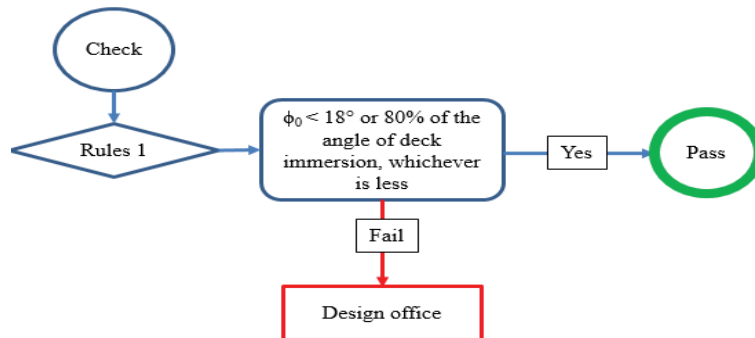 Check
Rules 1
ϕ₀ < 18° or 80% of the
angle of deck
immersion, whichever
is less
Yes
Pass
Fail
Design office